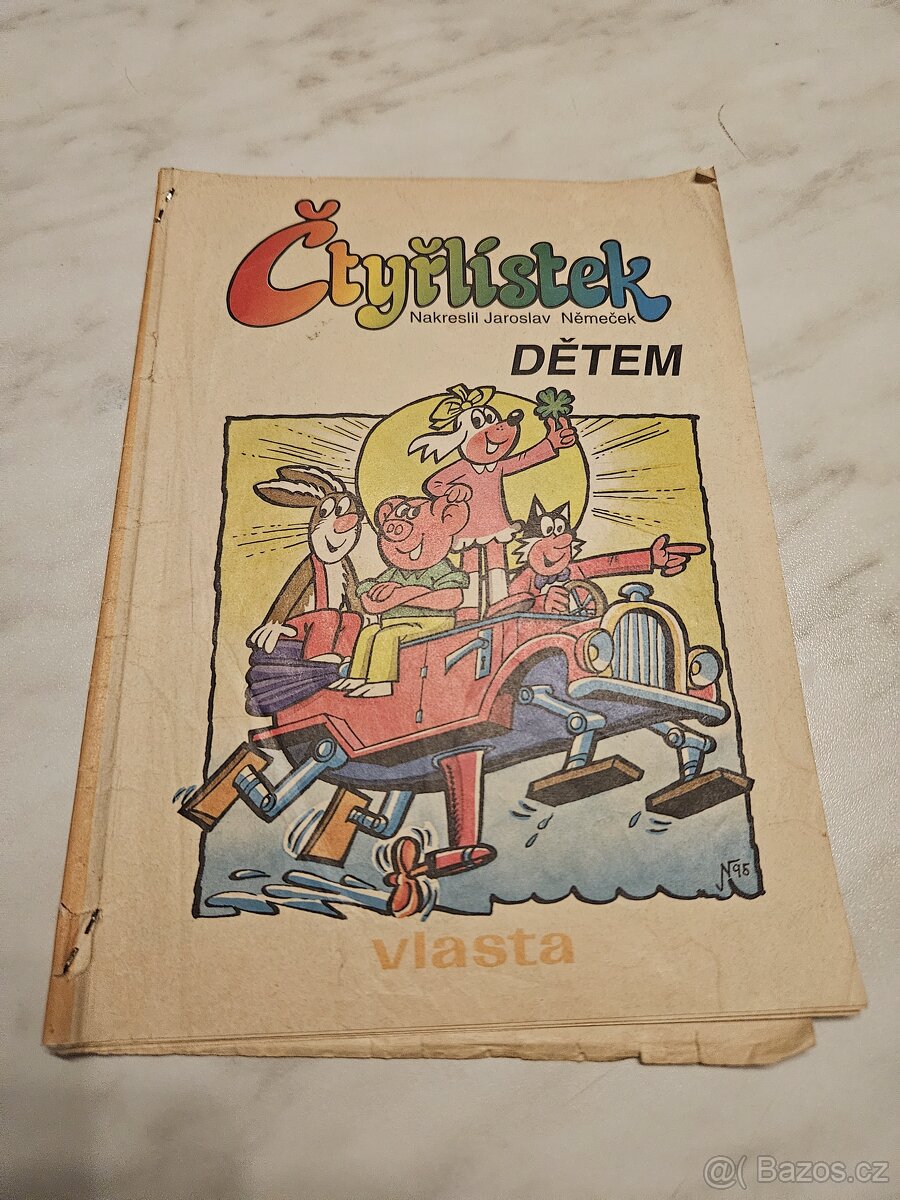 Čtyřlístek
Nakreslil Jaroslav Němeček
DĚTEM
N95
vlasta
@( Bazos.cz